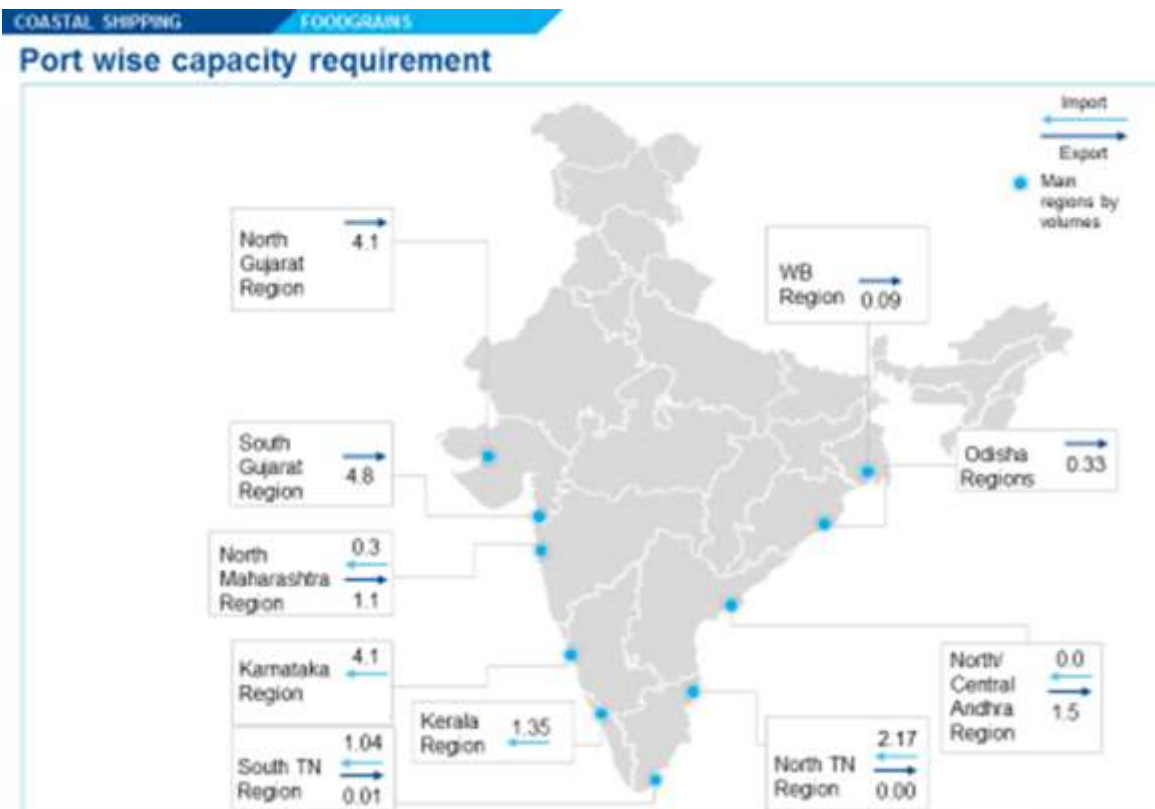 COASTAL SHIPPING
FOODGRAINS
Port wise capacity requirement
Import
Export
Main
regions by
volumes
North
Gujarat
Region
4.1
WB
Region
0.09
South
Gujarat
Region
4.8
Odisha
Regions
0.33
North
Maharashtra
Region
0.3
1.1
Karnataka
Region
4.1
Kerala
Region
1.35
North/
Central
Andhra
Region
0.0
1.5
South TN
Region
1.04
0.01
North TN
Region
2.17
0.00